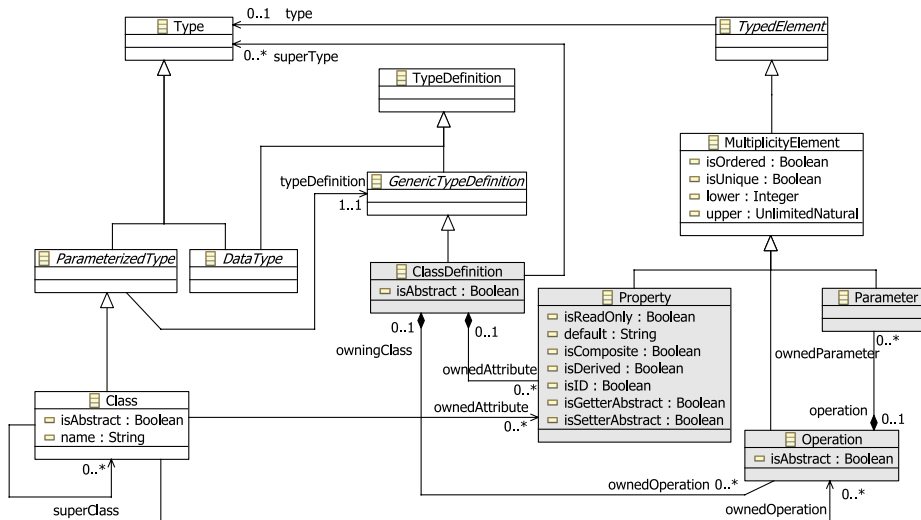 0..1 type
Type
TypedElement
0..* superType
TypeDefinition
MultiplicityElement
isOrdered : Boolean
isUnique : Boolean
lower : Integer
upper : UnlimitedNatural
typeDefinition
GenericTypeDefinition
1..1
ParameterizedType
DataType
ClassDefinition
isAbstract : Boolean
Property
isReadOnly : Boolean
default : String
isComposite : Boolean
isDerived : Boolean
isID : Boolean
isGetterAbstract : Boolean
isSetterAbstract : Boolean
Parameter
0..1
0..1
0..*
owningClass
ownedAttribute
0..*
ownedParameter
Class
isAbstract : Boolean
name : String
ownedAttribute
0..*
operation
0..1
Operation
isAbstract : Boolean
0..*
superClass
ownedOperation 0..*
0..*
ownedOperation